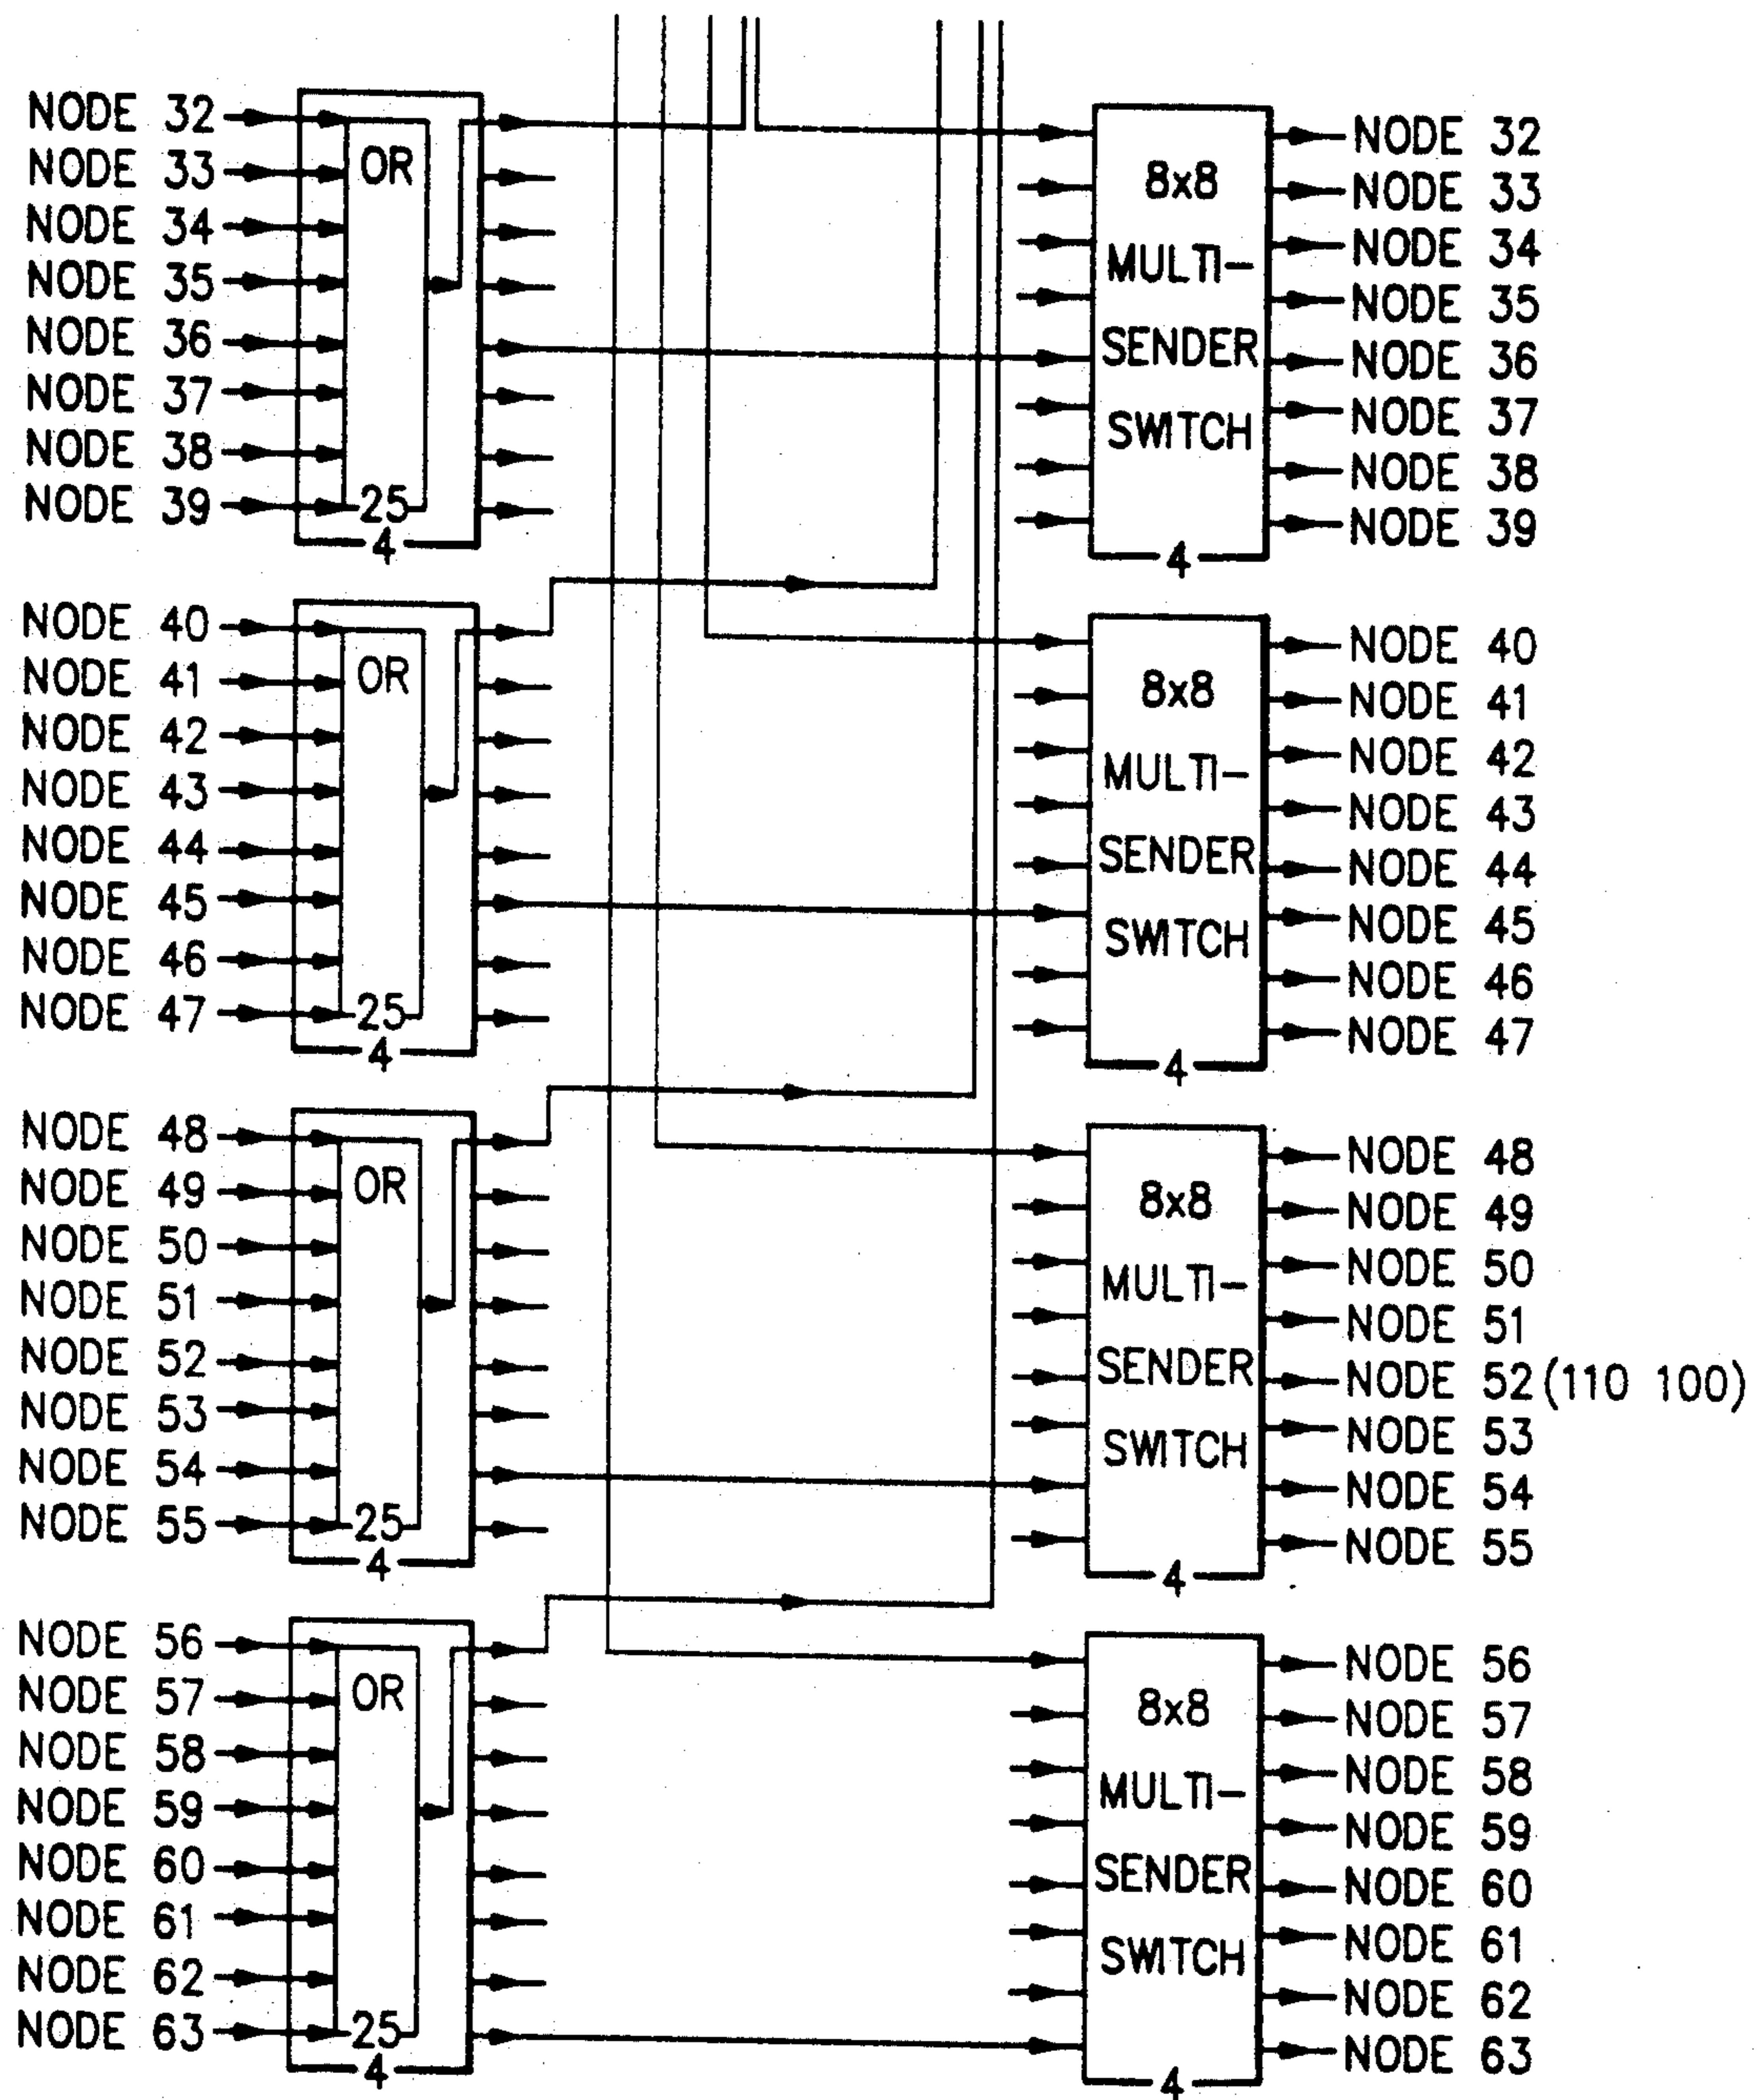 NODE 32
NODE 33
NODE 34
NODE 35
NODE 36
NODE 37
NODE 38
NODE 39
OR
25
4
8x8
MULTI-
SENDER
SWITCH
4
NODE 32
NODE 33
NODE 34
NODE 35
NODE 36
NODE 37
NODE 38
NODE 39
NODE 40
NODE 41
NODE 42
NODE 43
NODE 44
NODE 45
NODE 46
NODE 47
OR
25
4
8x8
MULTI-
SENDER
SWITCH
4
NODE 40
NODE 41
NODE 42
NODE 43
NODE 44
NODE 45
NODE 46
NODE 47
NODE 48
NODE 49
NODE 50
NODE 51
NODE 52
NODE 53
NODE 54
NODE 55
OR
25
4
8x8
MULTI-
SENDER
SWITCH
4
NODE 48
NODE 49
NODE 50
NODE 51
NODE 52 (110 100)
NODE 53
NODE 54
NODE 55
NODE 56
NODE 57
NODE 58
NODE 59
NODE 60
NODE 61
NODE 62
NODE 63
OR
25
4
8x8
MULTI-
SENDER
SWITCH
4
NODE 56
NODE 57
NODE 58
NODE 59
NODE 60
NODE 61
NODE 62
NODE 63